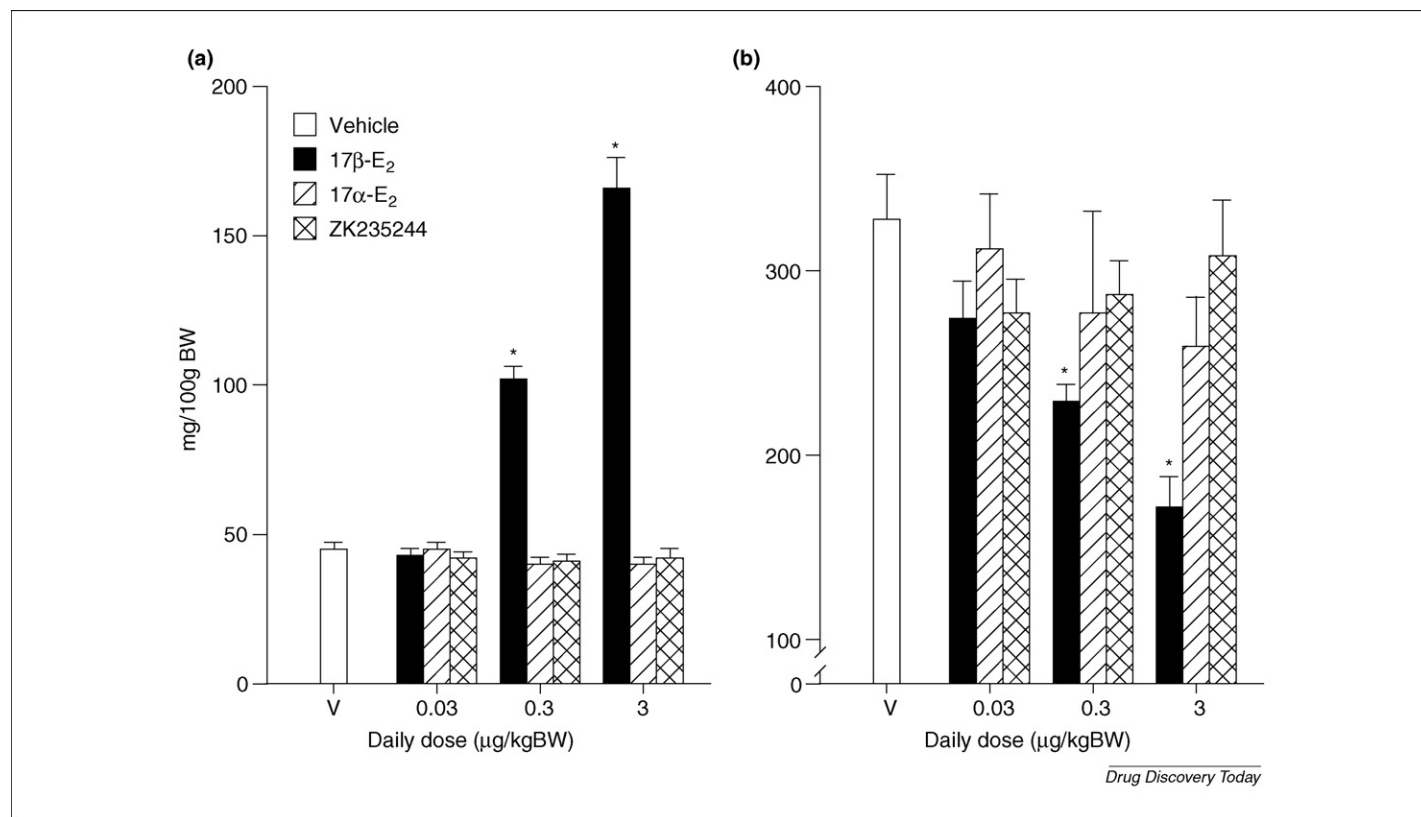 (a)
200
150
100
50
0
mg/100g BW
Vehicle
17β-E₂
17α-E₂
ZK235244
*
*
V 0.03 0.3 3
Daily dose (μg/kgBW)
(b)
400
300
200
100
0
*
*
V 0.03 0.3 3
Daily dose (μg/kgBW)
Drug Discovery Today